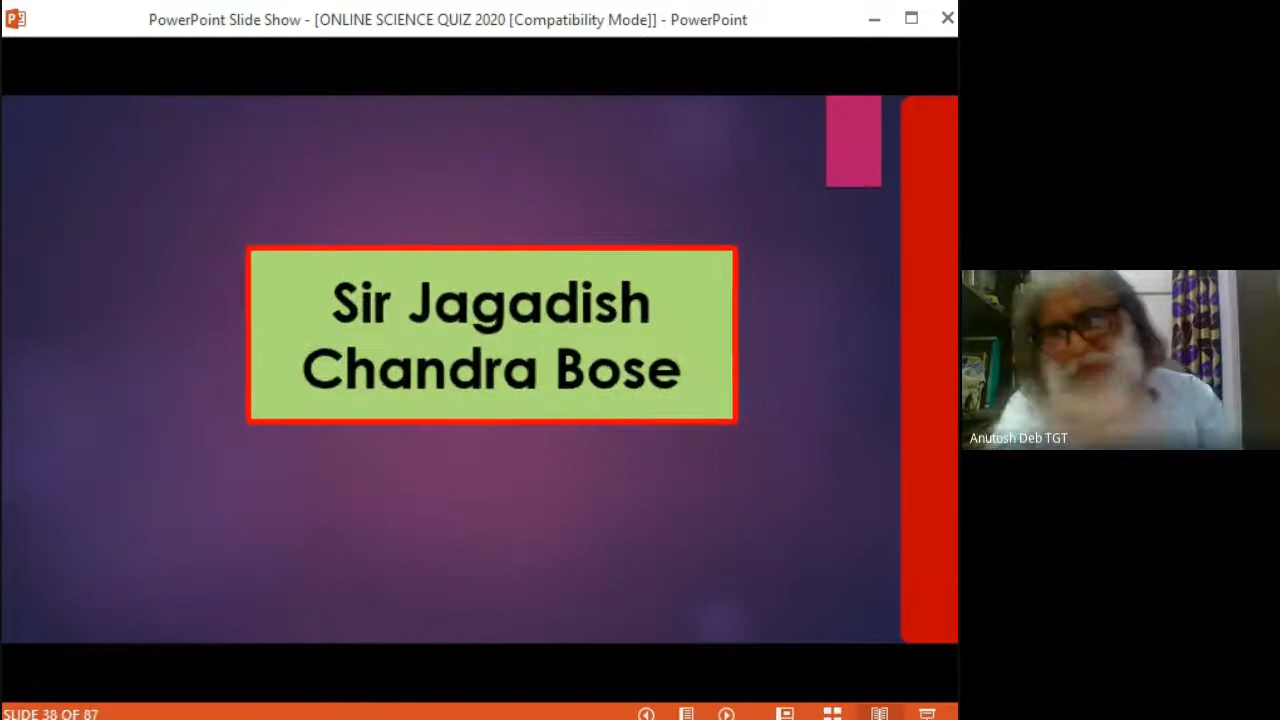 PowerPoint Slide Show - [ONLINE SCIENCE QUIZ 2020 [Compatibility Mode]] - PowerPoint
Sir Jagadish
Chandra Bose
Anutosh Deb TGT
SLIDE 38 OF 87